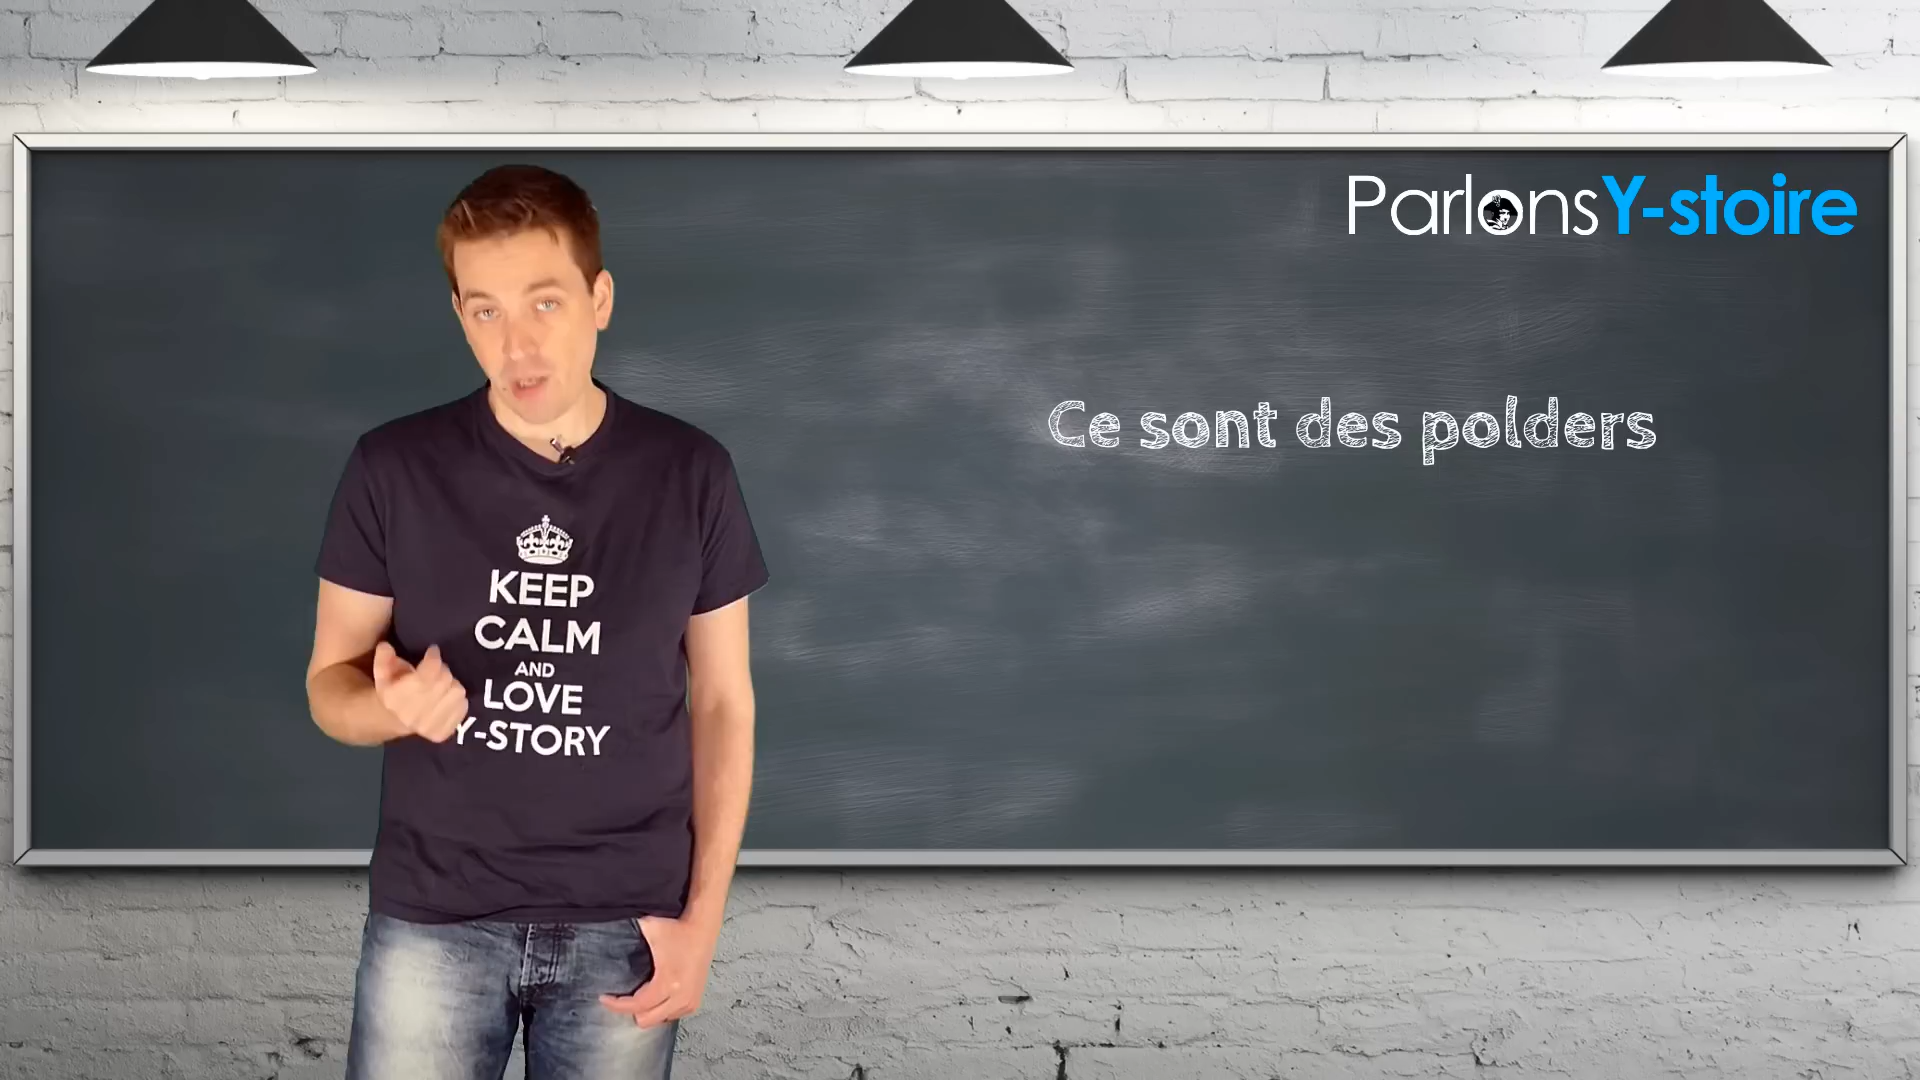 ParlonsY-stoire
Ce sont des polders
KEEP
CALM
AND
LOVE
Y-STORY